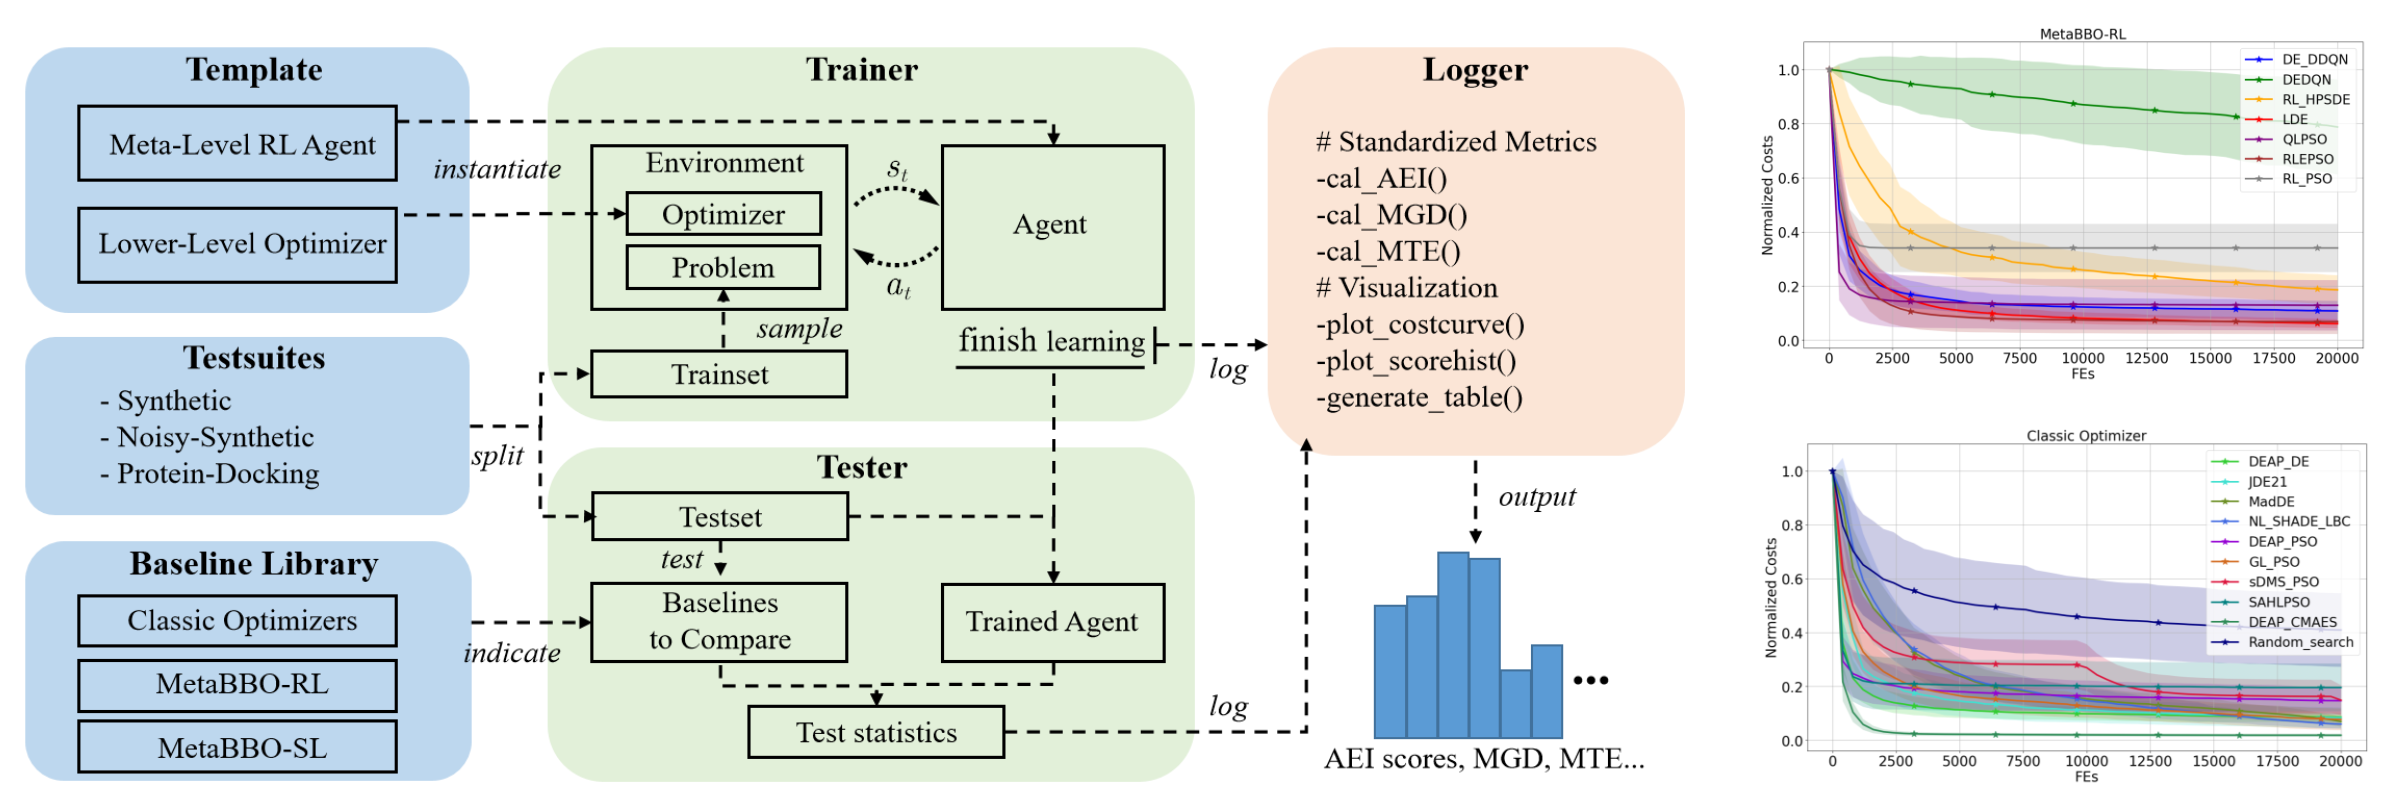 Template
Meta-Level RL Agent
Lower-Level Optimizer
instantiate
Testsuites
- Synthetic
- Noisy-Synthetic
- Protein-Docking
split
Baseline Library
Classic Optimizers
MetaBBO-RL
MetaBBO-SL
indicate
Trainer
Environment
Optimizer
Problem
s_t
a_t
Agent
sample
Trainset
finish learning
log
Tester
Testset
test
Baselines
to Compare
Trained Agent
Test statistics
log
Logger
# Standardized Metrics
-cal_AEI()
-cal_MGD()
-cal_MTE()
# Visualization
-plot_costcurve()
-plot_scorehist()
-generate_table()
output
...
AEI scores, MGD, MTE...
MetaBBO-RL
Normalized Costs
1.0
0.8
0.6
0.4
0.2
0.0
DE_DDQN
DEDQN
RL_HPSDE
LDE
QLPSO
RLEPSO
RL_PSO
0 2500 5000 7500 10000 12500 15000 17500 20000
FEs
Classic Optimizer
Normalized Costs
1.0
0.8
0.6
0.4
0.2
0.0
DEAP_DE
JDE21
MadDE
NL_SHADE_LBC
DEAP_PSO
GL_PSO
sDMS_PSO
SAHLPSO
DEAP_CMAES
Random_search
0 2500 5000 7500 10000 12500 15000 17500 20000
FEs